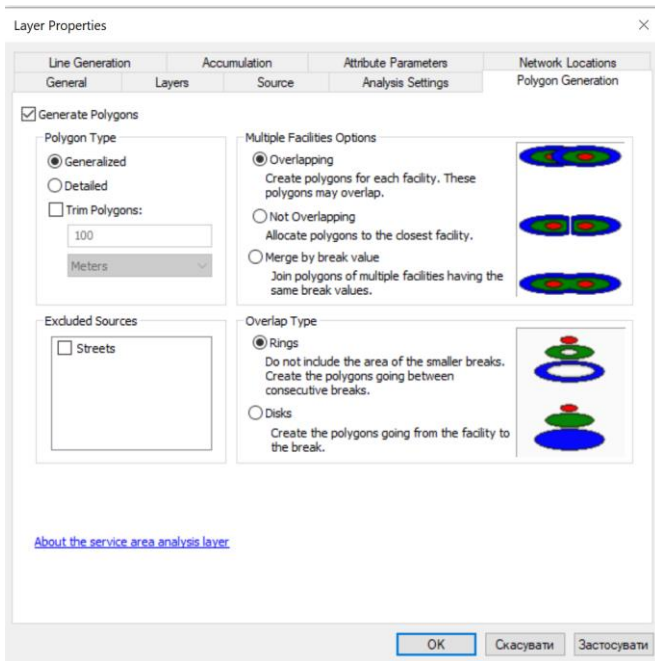 Layer Properties
Line Generation
Accumulation
Attribute Parameters
Network Locations
General
Layers
Source
Analysis Settings
Polygon Generation
Generate Polygons
Polygon Type
Generalized
Detailed
Trim Polygons:
100
Meters
Multiple Facilities Options
Overlapping
Create polygons for each facility. These
polygons may overlap.
Not Overlapping
Allocate polygons to the closest facility.
Merge by break value
Join polygons of multiple facilities having the
same break values.
Excluded Sources
Streets
Overlap Type
Rings
Do not include the area of the smaller breaks.
Create the polygons going between
consecutive breaks.
Disks
Create the polygons going from the facility to
the break.
About the service area analysis layer
OK
Скасувати
Застосувати